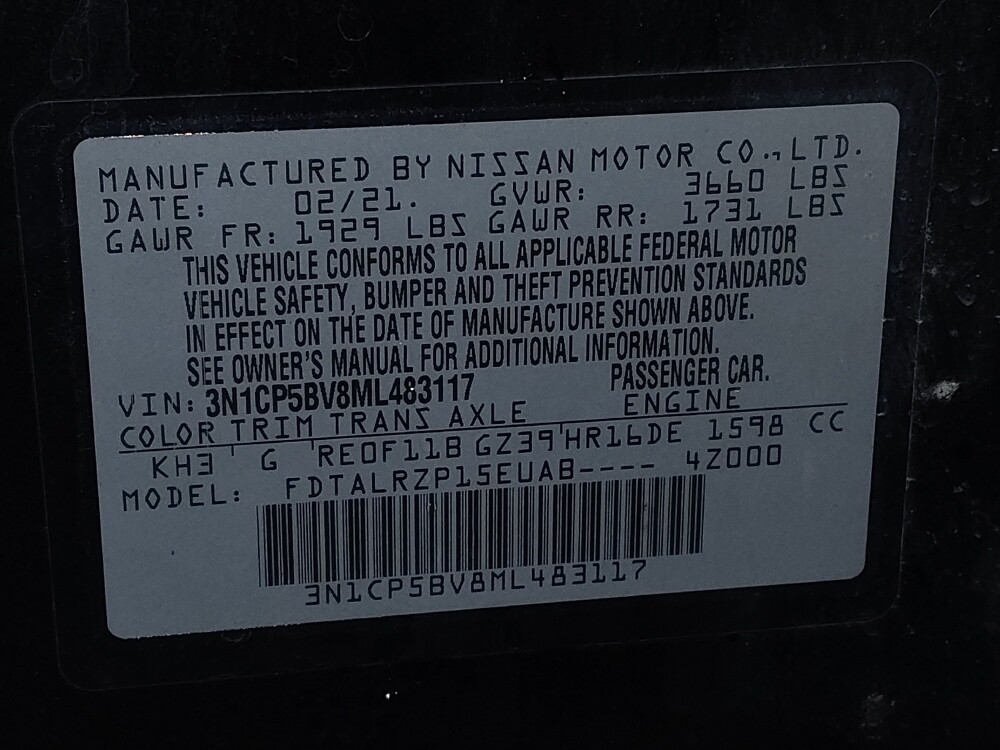 MANUFACTURED BY NISSAN MOTOR CO., LTD.
DATE: 02/21. GVWR: 3660 LBS
GAWR FR: 1929 LBS GAWR RR: 1731 LBS
THIS VEHICLE CONFORMS TO ALL APPLICABLE FEDERAL MOTOR
VEHICLE SAFETY, BUMPER AND THEFT PREVENTION STANDARDS
IN EFFECT ON THE DATE OF MANUFACTURE SHOWN ABOVE.
SEE OWNER'S MANUAL FOR ADDITIONAL INFORMATION.
VIN: 3N1CP5BV8ML483117 PASSENGER CAR.
COLOR TRIM TRANS AXLE ENGINE
KH3 ' G 'RE0F11B GZ39'HR16DE 1598 CC
MODEL: FDTALRZP15EUAB---- 4Z000
3N1CP5BV8ML483117